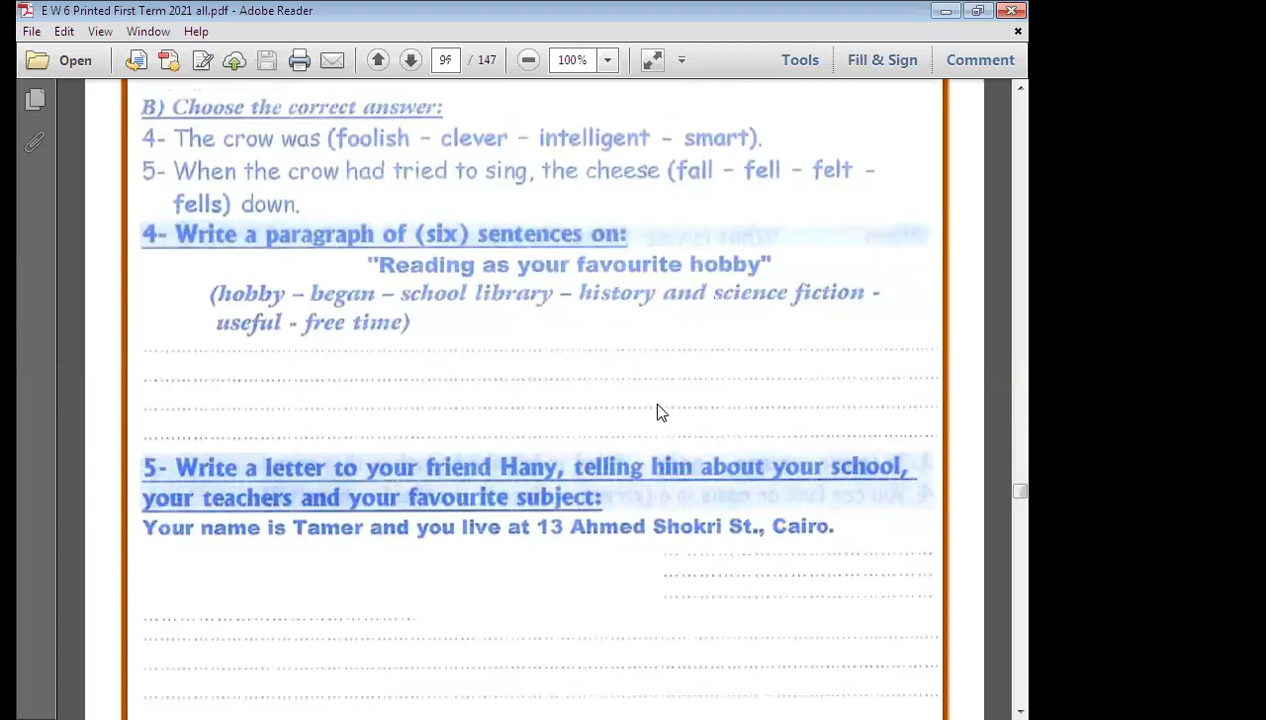 E W 6 Printed First Term 2021 all.pdf - Adobe Reader
File Edit View Window Help
Open / 147 100% Tools Fill & Sign Comment
B) Choose the correct answer:
4- The crow was (foolish – clever – intelligent – smart).
5- When the crow had tried to sing, the cheese (fall – fell – felt –
fells) down.
4- Write a paragraph of (six) sentences on:
"Reading as your favourite hobby"
(hobby – began – school library – history and science fiction -
useful - free time)
5- Write a letter to your friend Hany, telling him about your school,
your teachers and your favourite subject:
Your name is Tamer and you live at 13 Ahmed Shokri St., Cairo.